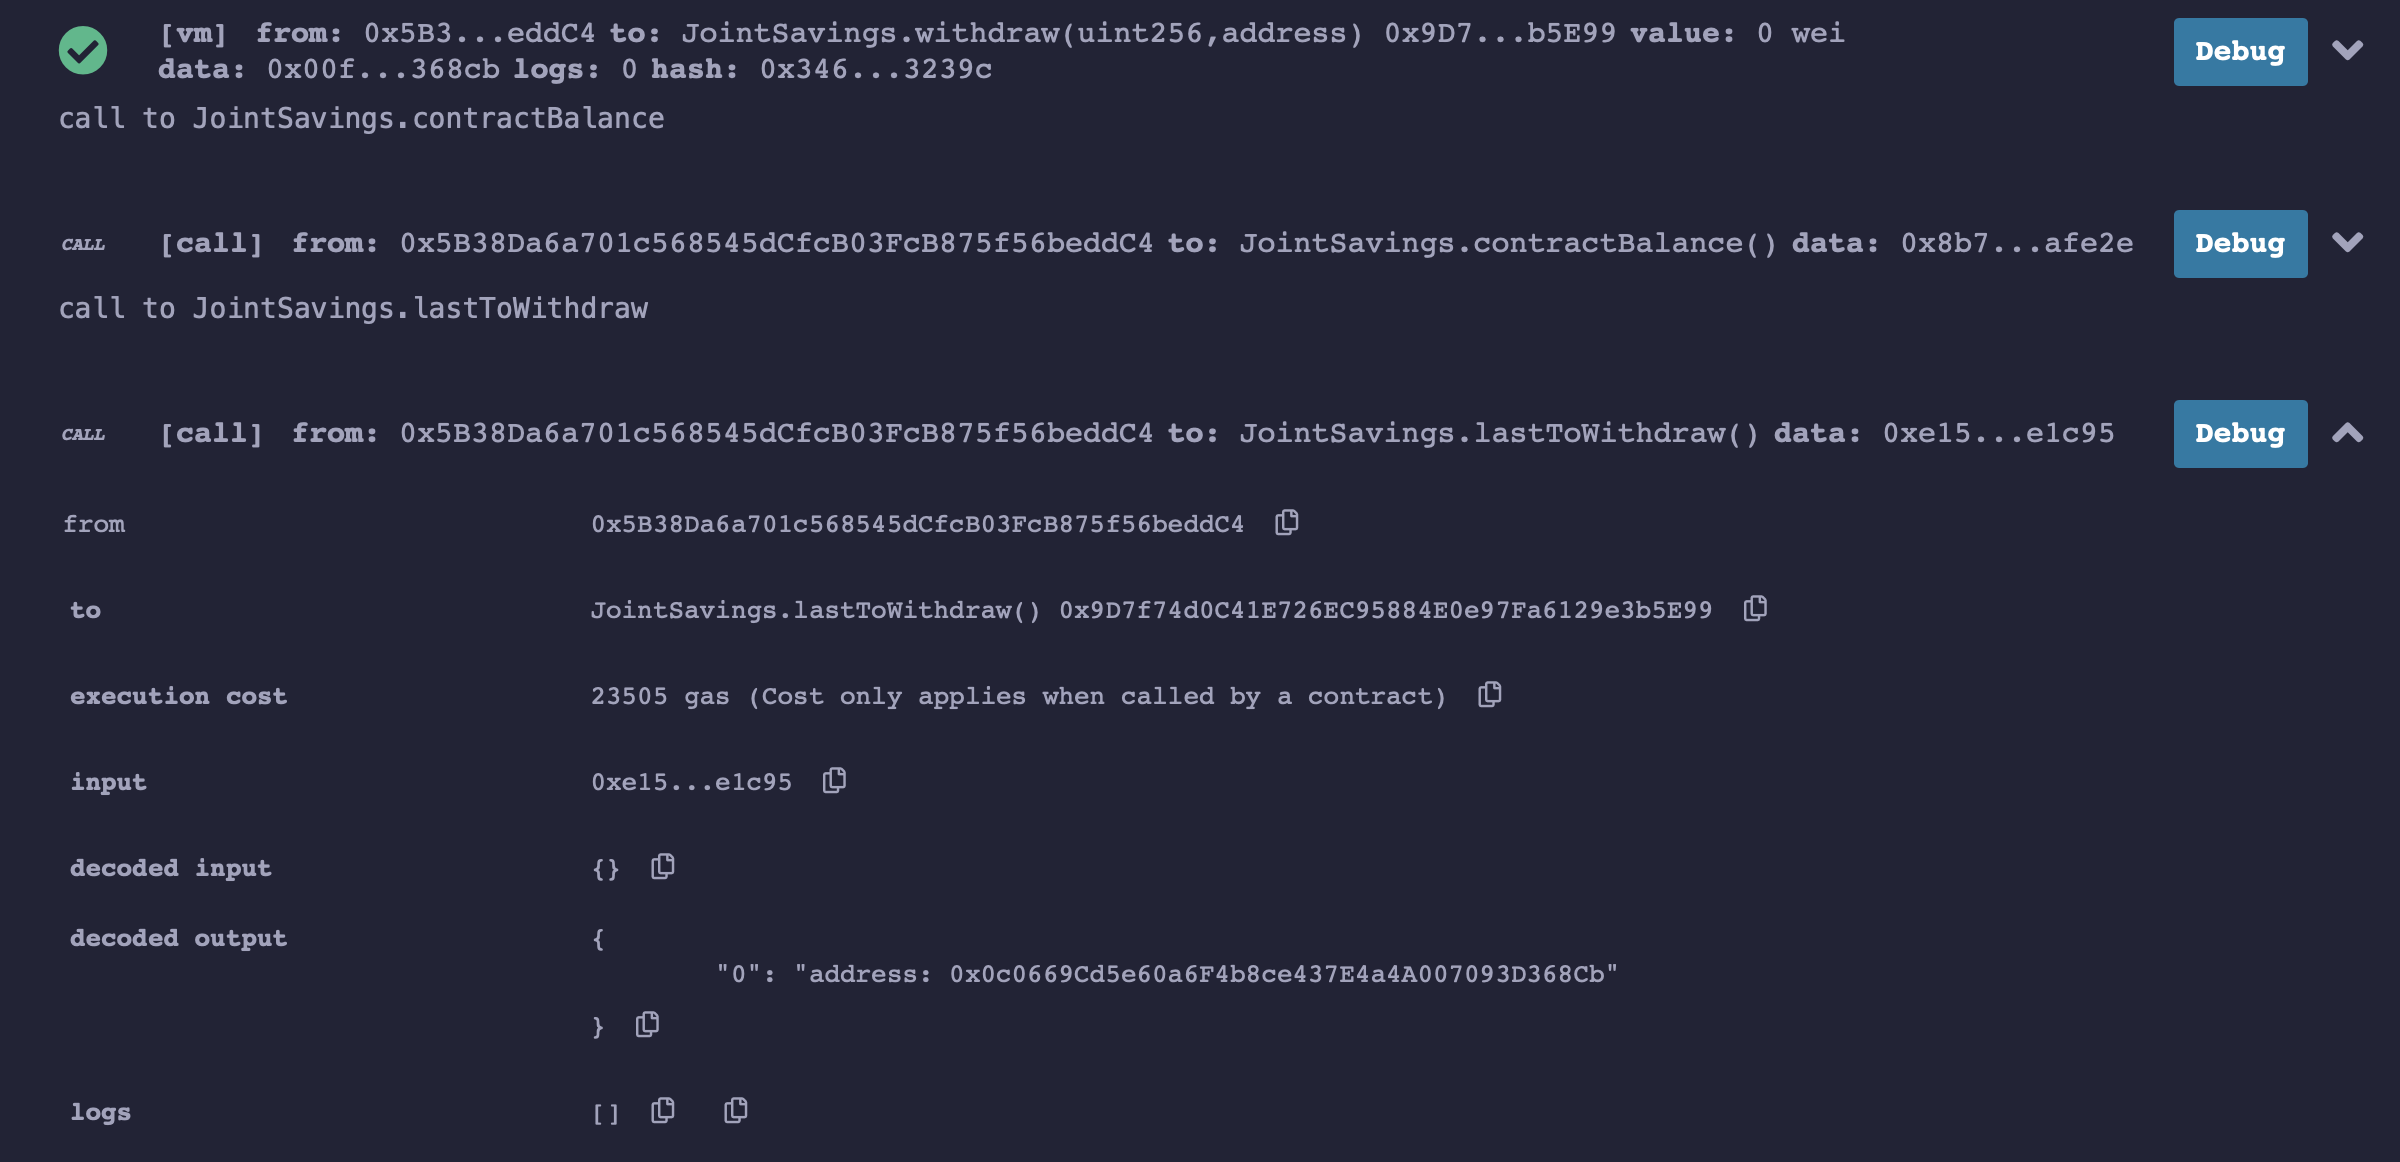 [vm] from: 0x5B3...eddC4 to: JointSavings.withdraw(uint256,address) 0x9D7...b5E99 value: 0 wei
data: 0x00f...368cb logs: 0 hash: 0x346...3239c
Debug
call to JointSavings.contractBalance
CALL [call] from: 0x5B38Da6a701c568545dCfcB03FcB875f56beddC4 to: JointSavings.contractBalance() data: 0x8b7...afe2e Debug
call to JointSavings.lastToWithdraw
CALL [call] from: 0x5B38Da6a701c568545dCfcB03FcB875f56beddC4 to: JointSavings.lastToWithdraw() data: 0xe15...e1c95 Debug
from 0x5B38Da6a701c568545dCfcB03FcB875f56beddC4
to JointSavings.lastToWithdraw() 0x9D7f74d0C41E726EC95884E0e97Fa6129e3b5E99
execution cost 23505 gas (Cost only applies when called by a contract)
input 0xe15...e1c95
decoded input {}
decoded output {
"0": "address: 0x0c0669Cd5e60a6F4b8ce437E4a4A007093D368Cb"
}
logs []